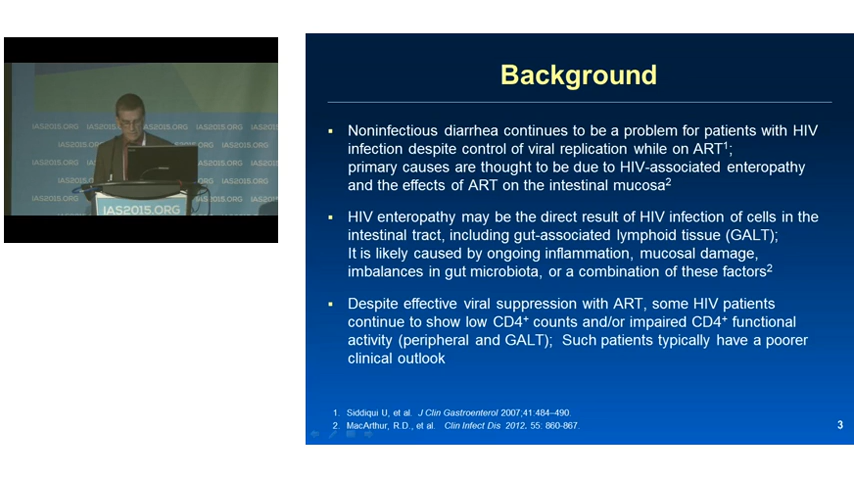 IAS2015.ORG IAS2015.ORG IAS2015.ORG IAS2015.ORG
IAS2015.ORG
Background
▪ Noninfectious diarrhea continues to be a problem for patients with HIV
infection despite control of viral replication while on ART1;
primary causes are thought to be due to HIV-associated enteropathy
and the effects of ART on the intestinal mucosa2
▪ HIV enteropathy may be the direct result of HIV infection of cells in the
intestinal tract, including gut-associated lymphoid tissue (GALT);
It is likely caused by ongoing inflammation, mucosal damage,
imbalances in gut microbiota, or a combination of these factors2
▪ Despite effective viral suppression with ART, some HIV patients
continue to show low CD4+ counts and/or impaired CD4+ functional
activity (peripheral and GALT); Such patients typically have a poorer
clinical outlook
1. Siddiqui U, et al. J Clin Gastroenterol 2007;41:484–490.
2. MacArthur, R.D., et al. Clin Infect Dis 2012. 55: 860-867.
3